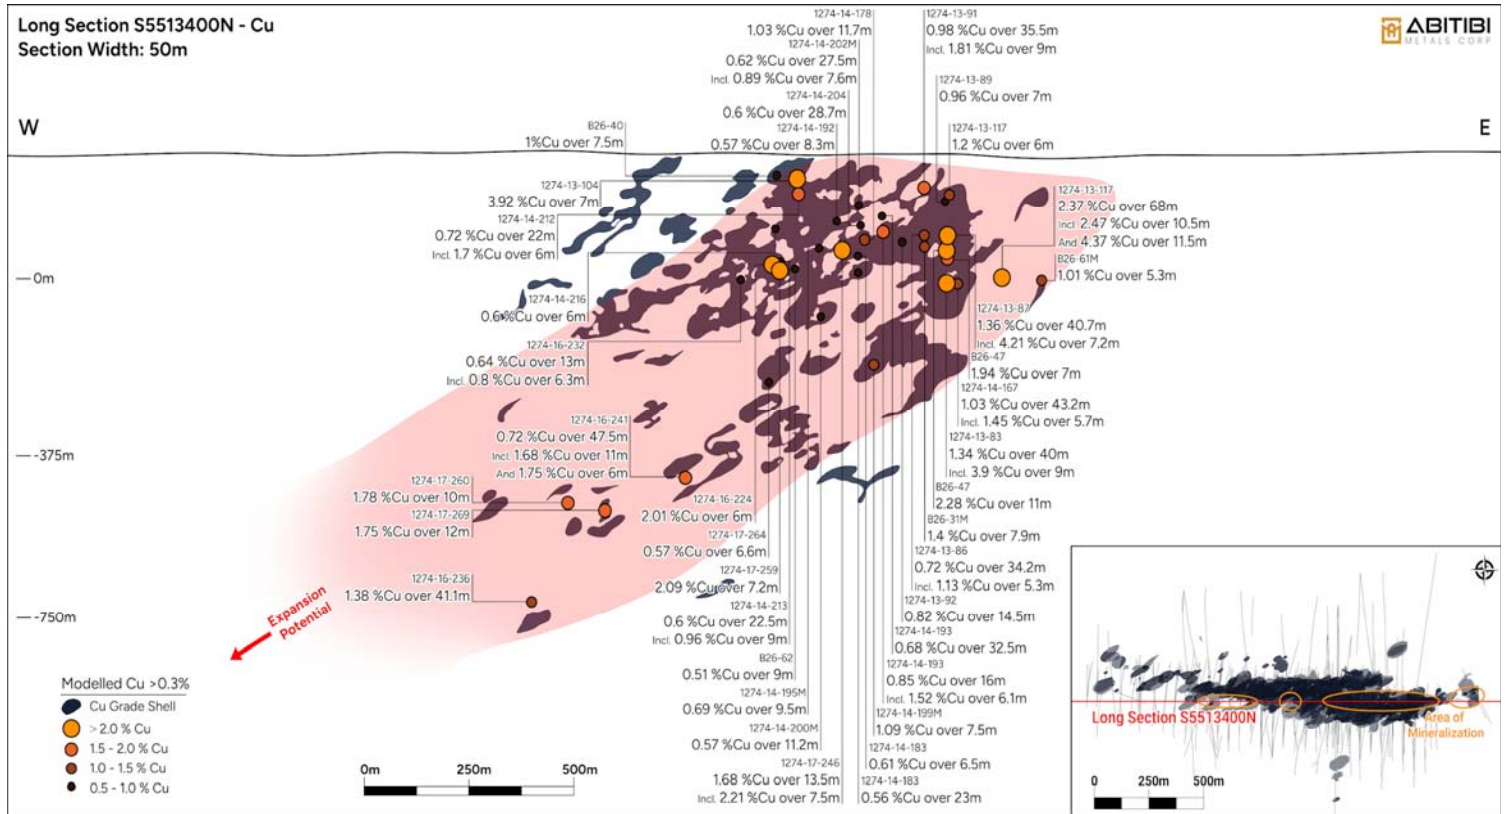 Long Section S5513400N - Cu
Section Width: 50m
ABITIBI
METALS CORP
W
E
1274-14-178
1.03 %Cu over 11.7m
1274-14-202M
0.62 %Cu over 27.5m
Incl. 0.89 %Cu over 7.6m
1274-14-204
0.6 %Cu over 28.7m
1274-14-192
0.57 %Cu over 8.3m
1274-13-91
0.98 %Cu over 35.5m
Incl. 1.81 %Cu over 9m
1274-13-89
0.96 %Cu over 7m
1274-13-117
1.2 %Cu over 6m
B26-40
1%Cu over 7.5m
1274-13-104
3.92 %Cu over 7m
1274-14-212
0.72 %Cu over 22m
Incl. 1.7 %Cu over 6m
1274-14-216
0.6 %Cu over 6m
1274-16-232
0.64 %Cu over 13m
Incl. 0.8 %Cu over 6.3m
1274-13-117
2.37 %Cu over 68m
Incl. 2.47 %Cu over 10.5m
And 4.37 %Cu over 11.5m
B26-61M
1.01 %Cu over 5.3m
0m
-375m
-750m
1274-16-241
0.72 %Cu over 47.5m
Incl. 1.68 %Cu over 11m
And 1.75 %Cu over 6m
1274-17-260
1.78 %Cu over 10m
1274-17-269
1.75 %Cu over 12m
1274-16-236
1.38 %Cu over 41.1m
1274-13-87
1.36 %Cu over 40.7m
Incl. 4.21 %Cu over 7.2m
B26-47
1.94 %Cu over 7m
1274-14-167
1.03 %Cu over 43.2m
Incl. 1.45 %Cu over 5.7m
1274-13-83
1.34 %Cu over 40m
Incl. 3.9 %Cu over 9m
B26-47
2.28 %Cu over 11m
B26-31M
1.4 %Cu over 7.9m
1274-13-86
0.72 %Cu over 34.2m
Incl. 1.13 %Cu over 5.3m
1274-13-92
0.82 %Cu over 14.5m
1274-14-193
0.68 %Cu over 32.5m
1274-14-193
0.85 %Cu over 16m
Incl. 1.52 %Cu over 6.1m
1274-14-199M
1.09 %Cu over 7.5m
1274-14-183
0.61 %Cu over 6.5m
1274-14-183
0.56 %Cu over 23m
1274-16-224
2.01 %Cu over 6m
1274-17-264
0.57 %Cu over 6.6m
1274-17-259
2.09 %Cu over 7.2m
1274-14-213
0.6 %Cu over 22.5m
Incl. 0.96 %Cu over 9m
B26-62
0.51 %Cu over 9m
1274-14-195M
0.69 %Cu over 9.5m
1274-14-200M
0.57 %Cu over 11.2m
1274-17-246
1.68 %Cu over 13.5m
Incl. 2.21 %Cu over 7.5m
Expansion
Potential
Modelled Cu >0.3%
Cu Grade Shell
>2.0 % Cu
1.5 - 2.0 % Cu
1.0 - 1.5 % Cu
0.5 - 1.0 % Cu
0m 250m 500m
Long Section S5513400N
Area of
Mineralization
0 250m 500m